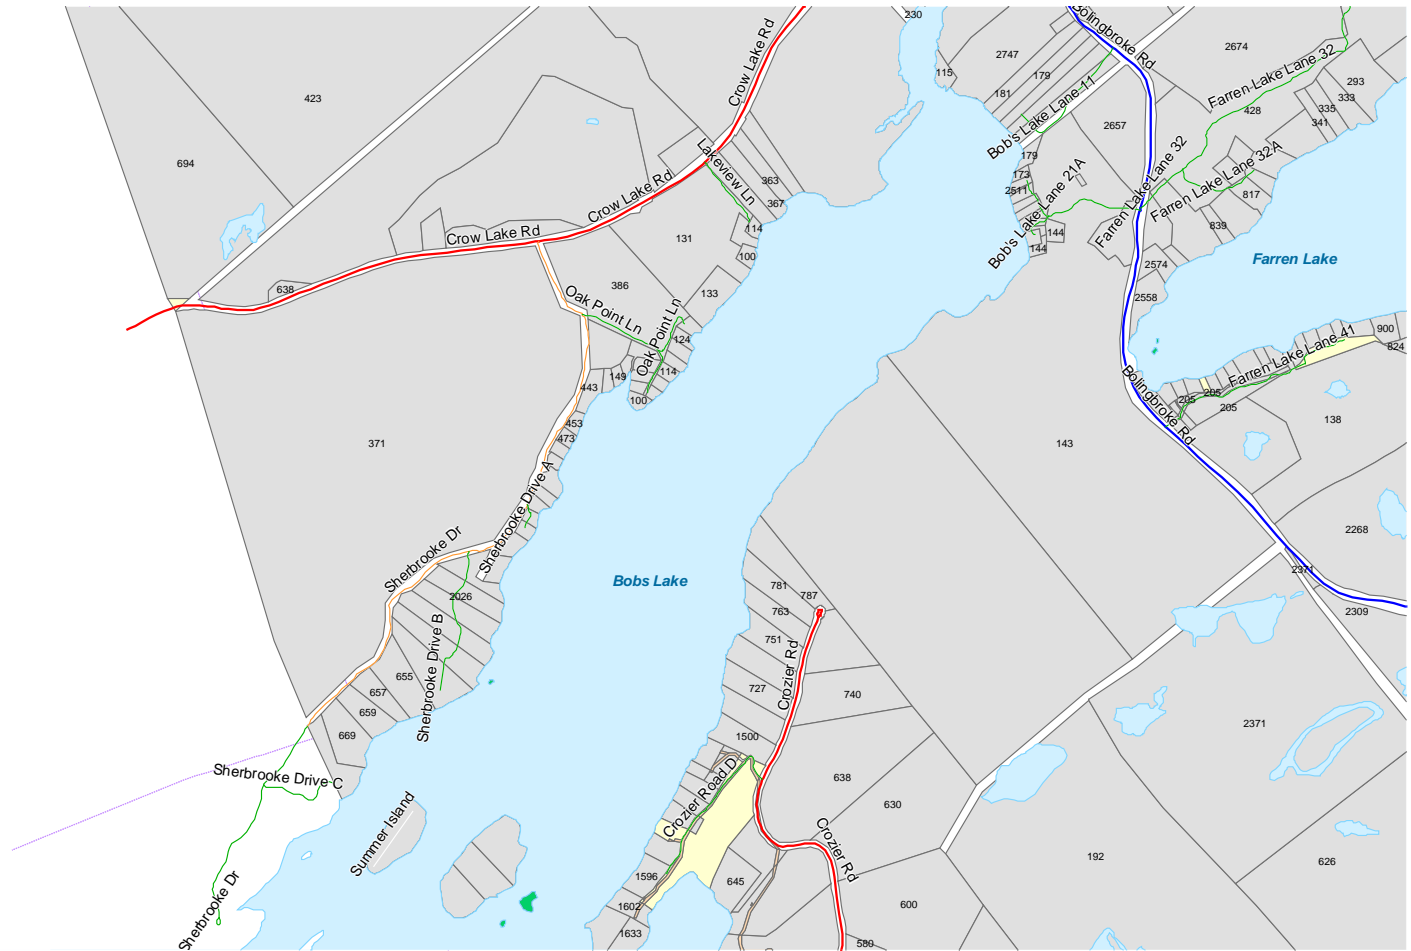 230
Bolingbroke Rd
Crow Lake Rd
2747
2674
Farren Lake Lane 32
115
179
293
181
333
423
Bob's Lake Lane 11
428
335
341
2657
694
Lakeview Ln
179
Farren Lake Lane 32A
363
173
Bob's Lake Lane 21A
Farren Lake Lane 32
2511
817
Crow Lake Rd
367
839
Crow Lake Rd
114
144
131
144
100
2574
Farren Lake
638
386
133
2558
Oak Point Ln
Oak Point Ln
124
900
824
Farren Lake Lane 41
149
114
443
100
205
205
205
Bolingbroke Rd
138
453
473
371
143
Sherbrooke Drive A
2268
Sherbrooke Dr
2371
Bobs Lake
781
787
2026
763
2309
751
Sherbrooke Drive B
655
Crozier Rd
657
727
740
659
2371
669
1500
Sherbrooke Drive C
638
Crozier Road D
630
Summer Island
Crozier Rd
192
626
1596
645
Sherbrooke Dr
1602
600
1633
580